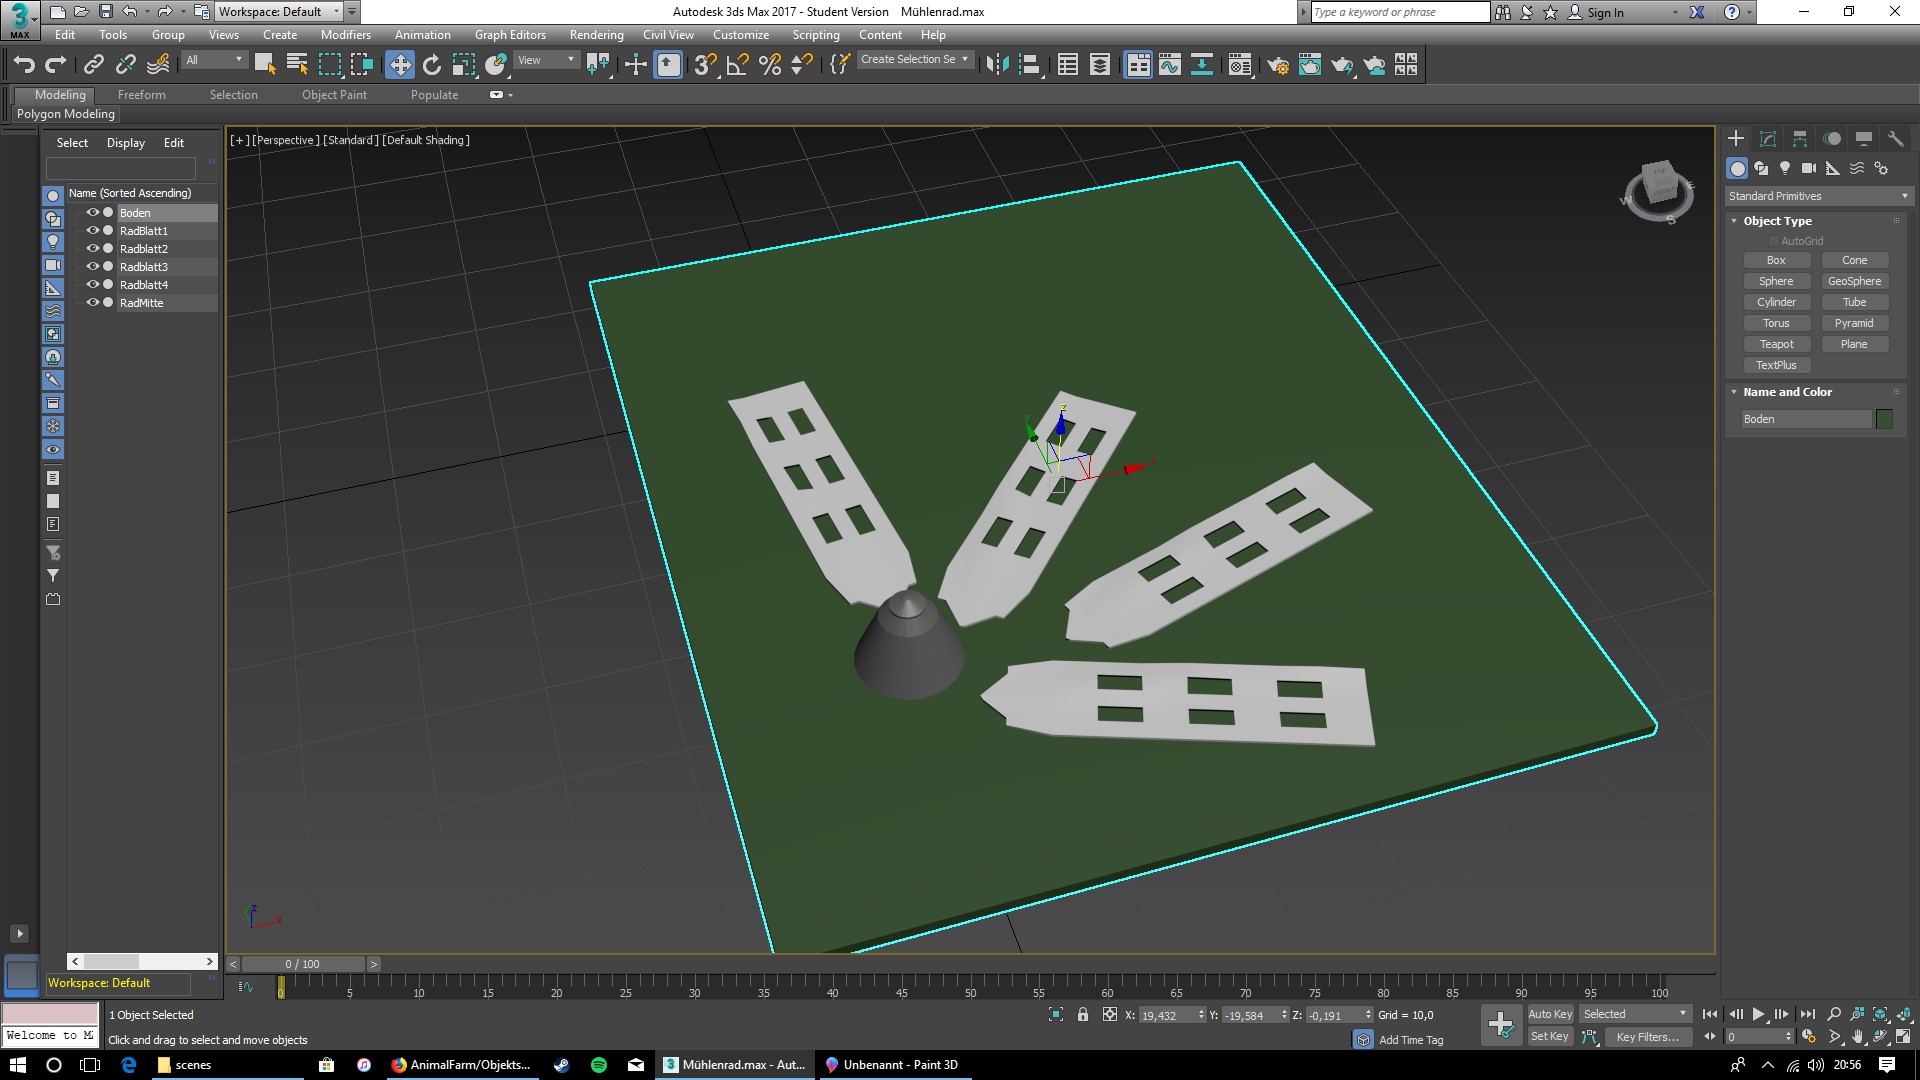 Workspace: Default
Autodesk 3ds Max 2017 - Student Version    Mühlenrad.max
Type a keyword or phrase
Sign In
MAX
Edit Tools Group Views Create Modifiers Animation Graph Editors Rendering Civil View Customize Scripting Content Help
All
View
Create Selection Se
Modeling Freeform Selection Object Paint Populate
Polygon Modeling
Select Display Edit
[+] [Perspective] [Standard] [Default Shading]
Name (Sorted Ascending)
Boden
RadBlatt1
Radblatt2
Radblatt3
Radblatt4
RadMitte
Standard Primitives
Object Type
AutoGrid
Box Cone
Sphere GeoSphere
Cylinder Tube
Torus Pyramid
Teapot Plane
TextPlus
Name and Color
Boden
TOP
FRONT
W
S
z
x
z
x
0 / 100
Workspace: Default
0 5 10 15 20 25 30 35 40 45 50 55 60 65 70 75 80 85 90 95 100
1 Object Selected
X: 19,432 Y: -19,584 Z: -0,191 Grid = 10,0
Auto Key Selected
Welcome to M
Click and drag to select and move objects
Add Time Tag
Set Key Key Filters...
0
scenes
AnimalFarm/Objekts...
Mühlenrad.max - Aut...
Unbenannt - Paint 3D
20:56